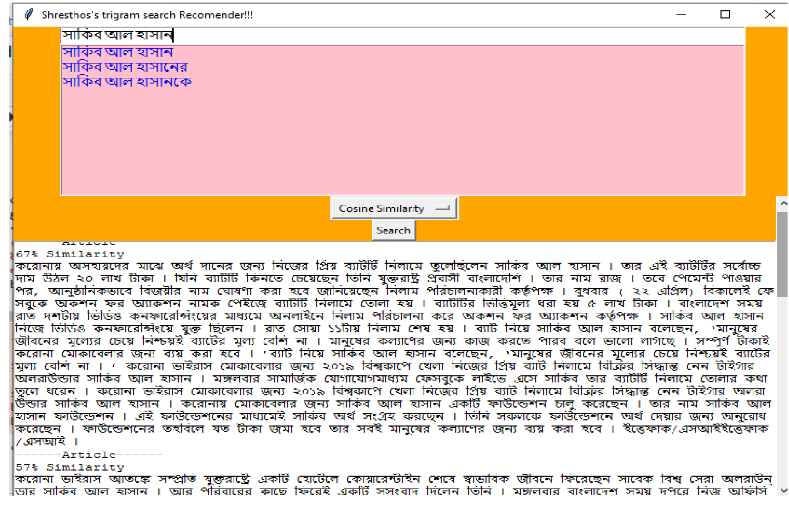 Shresthos's trigram search Recomender!!!
সাকিব আল হাসান
সাকিব আল হাসান
সাকিব আল হাসানের
সাকিব আল হাসানকে
Cosine Similarity
Search
------Article------
67% Similarity
করোনায় অসহায়দের মাঝে অর্থ দানের জন্য নিজের প্রিয় ব্যাটটি নিলামে তুলেছিলেন সাকিব আল হাসান । তার এই ব্যাটটির সর্বোচ্চ
দাম উঠল ২০ লাখ টাকা । যিনি ব্যাটটি কিনতে চেয়েছেন তিনি যুক্তরাষ্ট্র প্রবাসী বাংলাদেশি । তার নাম রাজ । তবে পেমেন্ট পাওয়ার
পর, আনুষ্ঠানিকভাবে বিজয়ীর নাম ঘোষণা করা হবে জানিয়েছেন নিলাম পরিচালনাকারী কর্তৃপক্ষ । বুধবার ( ২২ এপ্রিল) বিকালেই ফে
সবুকে অকশন ফর অ্যাকশন নামক পেইজে ব্যাটটি নিলামে তোলা হয় । ব্যাটটির ভিত্তিমূল্য ধরা হয় ৫ লাখ টাকা । বাংলাদেশ সময়
রাত দশটায় ভিডিও কনফারেন্সিংয়ের মাধ্যমে অনলাইনে নিলাম পরিচালনা করে অকশন ফর অ্যাকশন কর্তৃপক্ষ । সাকিব আল হাসান
নিজে ভিডিও কনফারেন্সিংয়ে যুক্ত ছিলেন । রাত সোয়া ১১টায় নিলাম শেষ হয় । ব্যাট নিয়ে সাকিব আল হাসান বলেছেন, 'মানুষের
জীবনের মূল্যের চেয়ে নিশ্চয়ই ব্যাটের মূল্য বেশি না । মানুষের কল্যাণের জন্য কাজ করতে পারব বলে ভালো লাগছে । সম্পূর্ণ টাকাই
করোনা মোকাবেলার জন্য ব্যয় করা হবে । 'ব্যাট নিয়ে সাকিব আল হাসান বলেছেন, 'মানুষের জীবনের মূল্যের চেয়ে নিশ্চয়ই ব্যাটের
মূল্য বেশি না । ' করোনা ভাইরাস মোকাবেলার জন্য ২০১৯ বিশ্বকাপে খেলা নিজের প্রিয় ব্যাট নিলামে বিক্রির সিদ্ধান্ত নেন টাইগার
অলরাউন্ডার সাকিব আল হাসান । মঙ্গলবার সামাজিক যোগাযোগমাধ্যম ফেসবুকে লাইভে এসে সাকিব তার ব্যাটটি নিলামে তোলার কথা
তুলে ধরেন । করোনা ভাইরাস মোকাবেলার জন্য ২০১৯ বিশ্বকাপে খেলা নিজের প্রিয় ব্যাট নিলামে বিক্রির সিদ্ধান্ত নেন টাইগার অলরা
উন্ডার সাকিব আল হাসান । করোনায় মোকাবেলার জন্য সাকিব আল হাসান একটি ফাউন্ডেশন চালু করেছেন । তার নাম সাকিব আল
হাসান ফাউন্ডেশন । এই ফাউন্ডেশনের মাধ্যমেই সাকিব অর্থ সংগ্রহ করছেন । তিনি সকলকে ফাউন্ডেশনে অর্থ দেয়ার জন্য অনুরোধ
করেছেন । ফাউন্ডেশনের তহবিলে যত টাকা জমা হবে তার সবই মানুষের কল্যাণের জন্য ব্যয় করা হবে । ইত্তেফাক/এসআইইত্তেফাক
/এসআই ।
------Article------
57% Similarity
করোনা ভাইরাস আতঙ্কে সম্প্রতি যুক্তরাষ্ট্রে একটি হোটেলে কোয়ারেন্টাইন শেষে স্বাভাবিক জীবনে ফিরেছেন সাবেক বিশ্ব সেরা অলরাউন্
ডার সাকিব আল হাসান । আর পরিবারের কাছে ফিরেই একটি সুসংবাদ দিলেন তিনি । মঙ্গলবার বাংলাদেশ সময় দুপুরে নিজ অফিসি